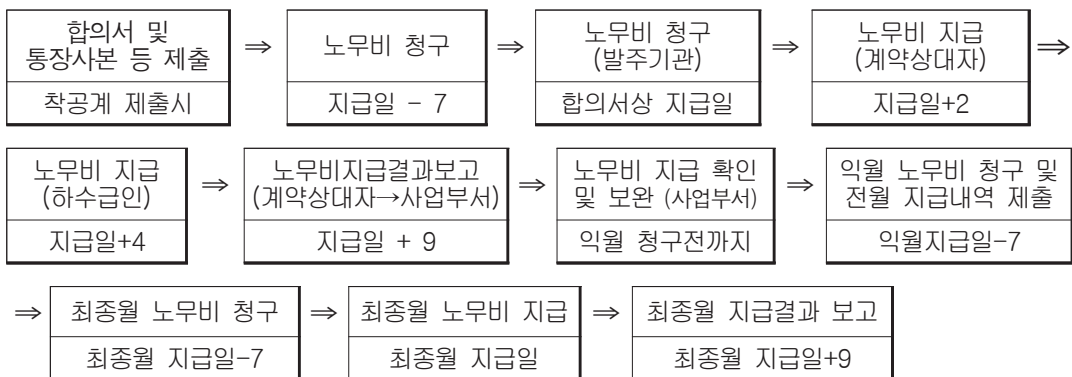 합의서 및
통장사본 등 제출
착공계 제출시
⇒
노무비 청구
지급일 - 7
⇒
노무비 청구
(발주기관)
합의서상 지급일
⇒
노무비 지급
(계약상대자)
지급일+2
⇒
노무비 지급
(하수급인)
지급일+4
⇒
노무비지급결과보고
(계약상대자→사업부서)
지급일 + 9
⇒
노무비 지급 확인
및 보완 (사업부서)
익월 청구전까지
⇒
익월 노무비 청구 및
전월 지급내역 제출
익월지급일-7
⇒
최종월 노무비 청구
최종월 지급일-7
⇒
최종월 노무비 지급
최종월 지급일
⇒
최종월 지급결과 보고
최종월 지급일+9